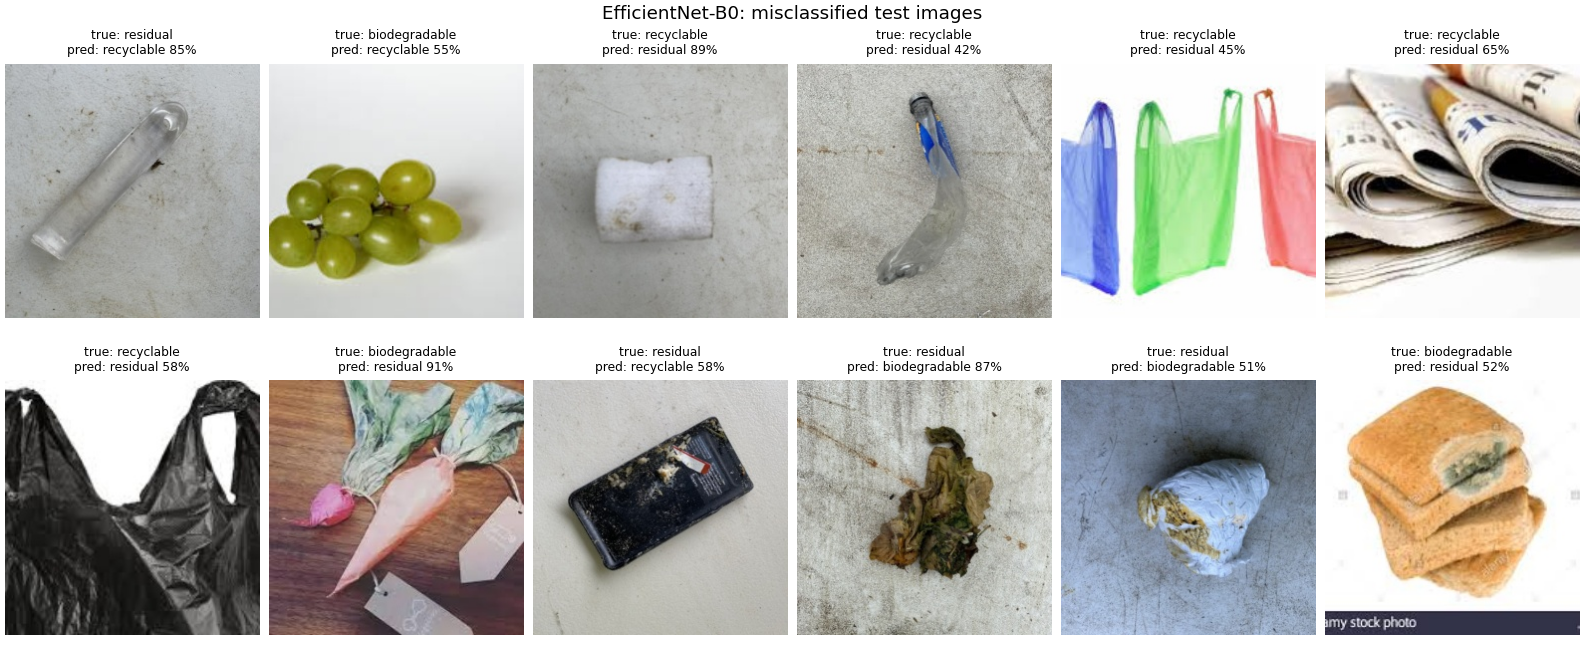 EfficientNet-B0: misclassified test images
true: residual
pred: recyclable 85%
true: biodegradable
pred: recyclable 55%
true: recyclable
pred: residual 89%
true: recyclable
pred: residual 42%
true: recyclable
pred: residual 45%
true: recyclable
pred: residual 65%
true: recyclable
pred: residual 58%
true: biodegradable
pred: residual 91%
true: residual
pred: recyclable 58%
true: residual
pred: biodegradable 87%
true: residual
pred: biodegradable 51%
true: biodegradable
pred: residual 52%
amy stock photo